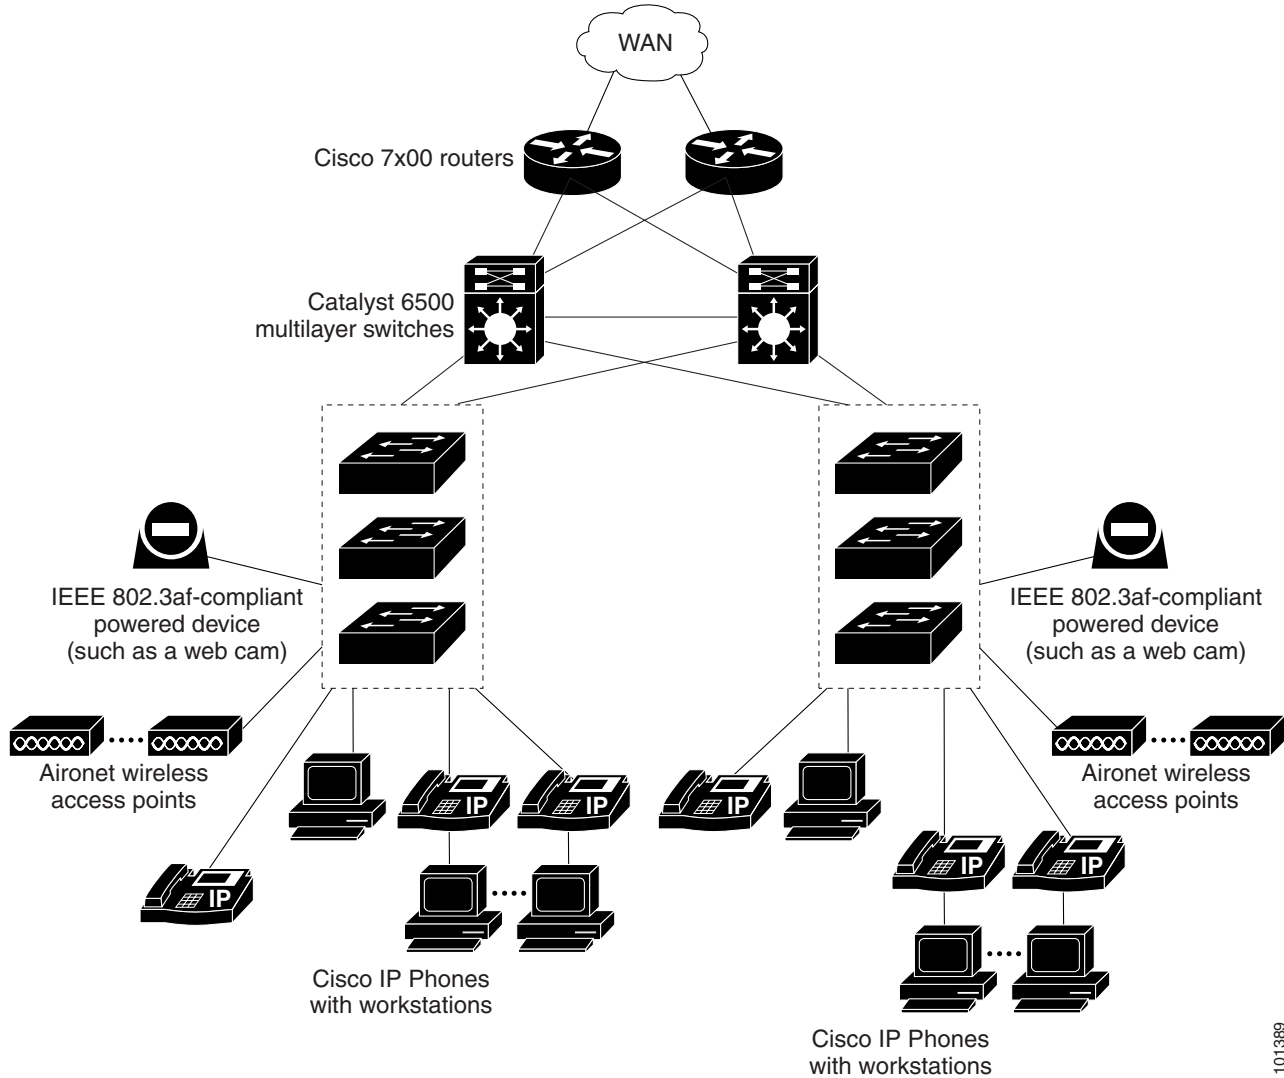 WAN
Cisco 7x00 routers
Catalyst 6500
multilayer switches
IEEE 802.3af-compliant
powered device
(such as a web cam)
IEEE 802.3af-compliant
powered device
(such as a web cam)
Aironet wireless
access points
Aironet wireless
access points
IP
IP
IP
IP
IP
IP
Cisco IP Phones
with workstations
Cisco IP Phones
with workstations
101389